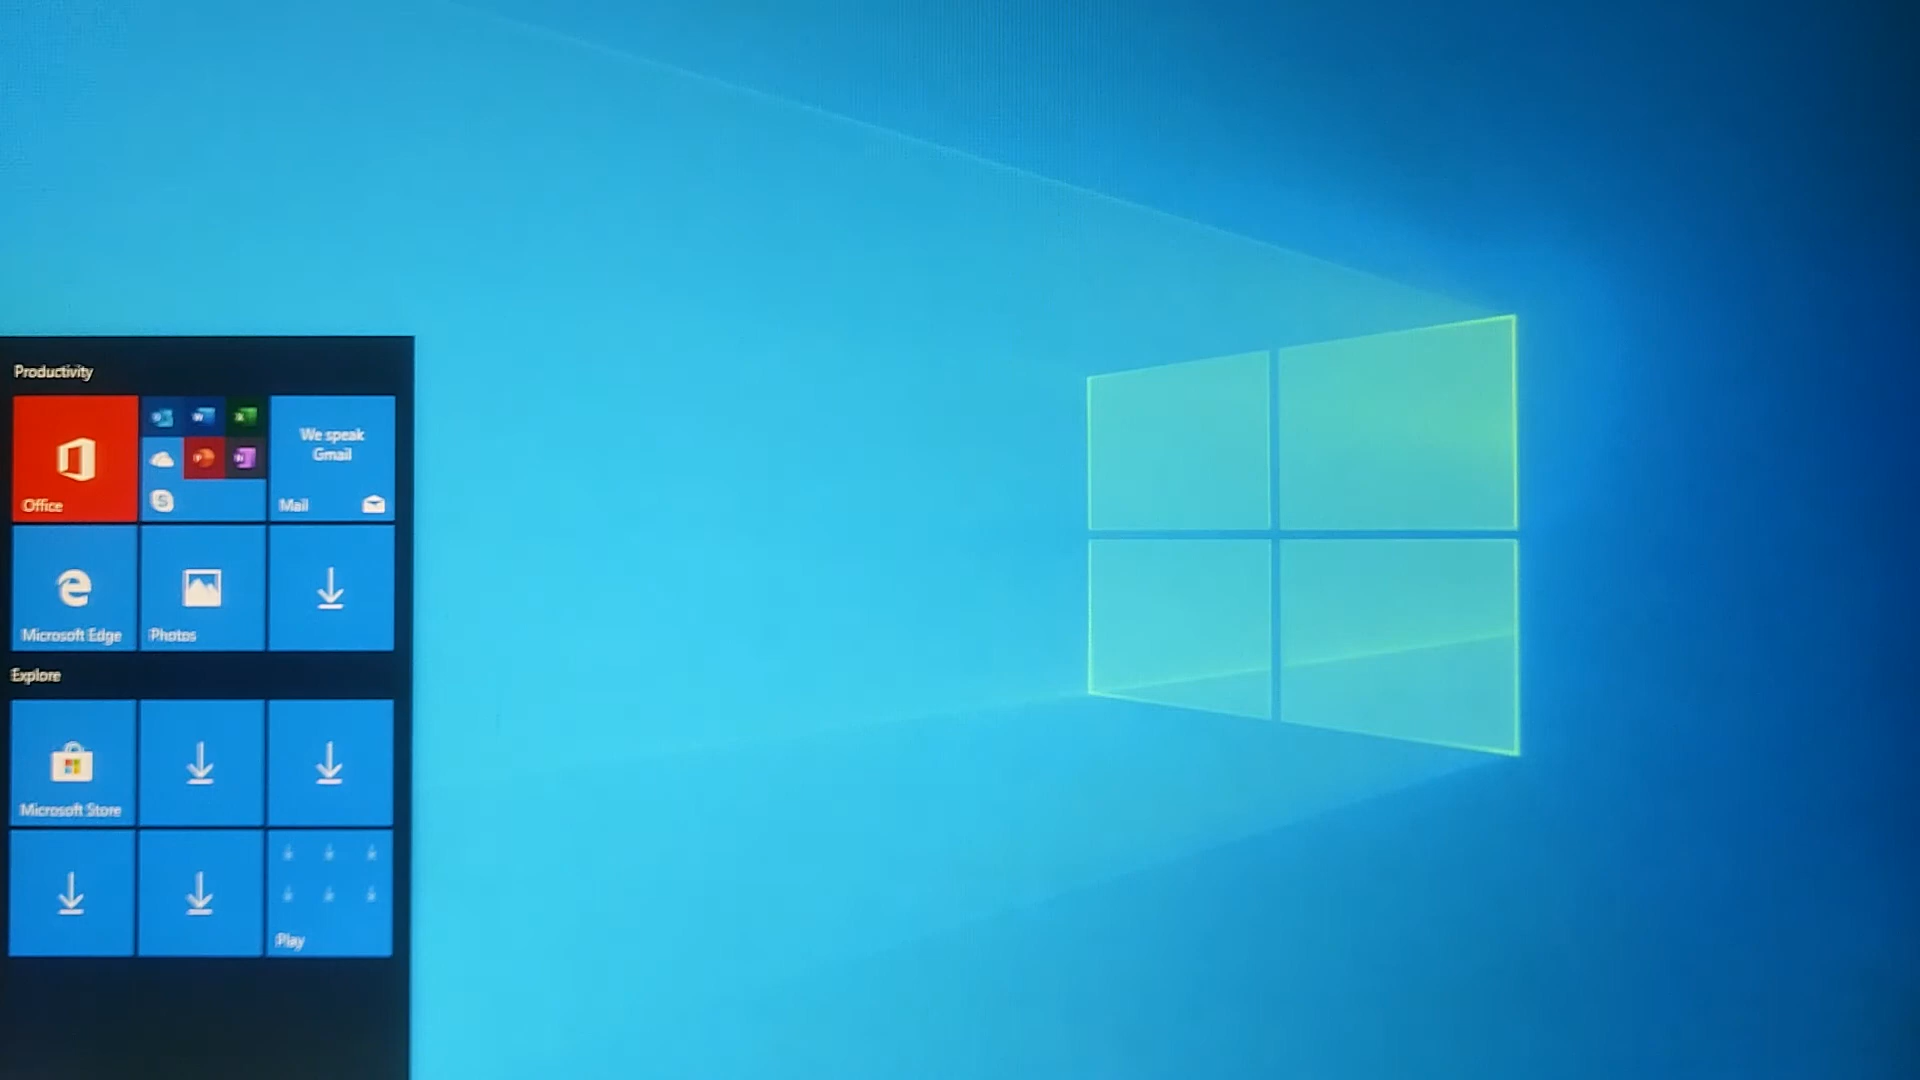 Productivity
We speak
Gmail
Office
Mail
Microsoft Edge
Photos
Explore
Microsoft Store
Play